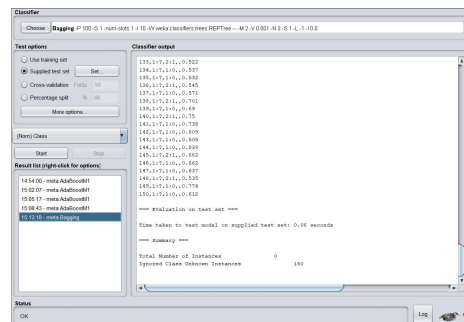 Classifier
Choose Bagging -P 100 -S 1 -num-slots 1 -I 10 -W weka.classifiers.trees.REPTree -- -M 2 -V 0.001 -N 3 -S 1 -L -1 -I 0.0
Test options
Use training set
Supplied test set Set...
Cross-validation Folds 10
Percentage split %
More options...
(Nom) Class
Start Stop
Result list (right-click for options)
14:54:00 - meta.AdaBoostM1
15:02:07 - meta.AdaBoostM1
15:05:17 - meta.AdaBoostM1
15:08:43 - meta.AdaBoostM1
15:13:18 - meta.Bagging
Classifier output
133,1:?,2:1,,0.522
134,1:?,1:0,,0.537
135,1:?,1:0,,0.532
136,1:?,2:1,,0.545
137,1:?,1:0,,0.571
138,1:?,2:1,,0.701
139,1:?,1:0,,0.69
140,1:?,2:1,,0.75
141,1:?,1:0,,0.738
142,1:?,1:0,,0.809
143,1:?,1:0,,0.505
144,1:?,1:0,,0.838
145,1:?,2:1,,0.682
146,1:?,1:0,,0.662
147,1:?,1:0,,0.637
148,1:?,2:1,,0.535
149,1:?,1:0,,0.774
150,1:?,1:0,,0.612
=== Evaluation on test set ===
Time taken to test model on supplied test set: 0.06 seconds
=== Summary ===
Total Number of Instances 0
Ignored Class Unknown Instances 150
Status
OK
Log